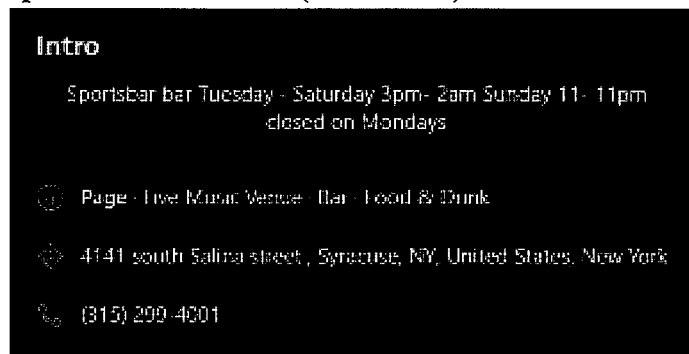 Intro
Sportsbar bar Tuesday - Saturday 3pm- 2am Sunday 11- 11pm
closed on Mondays
Page · Live Music Venue · Bar · Food & Drink
4141 south Salina street , Syracuse, NY, United States, New York
(315) 299-4001